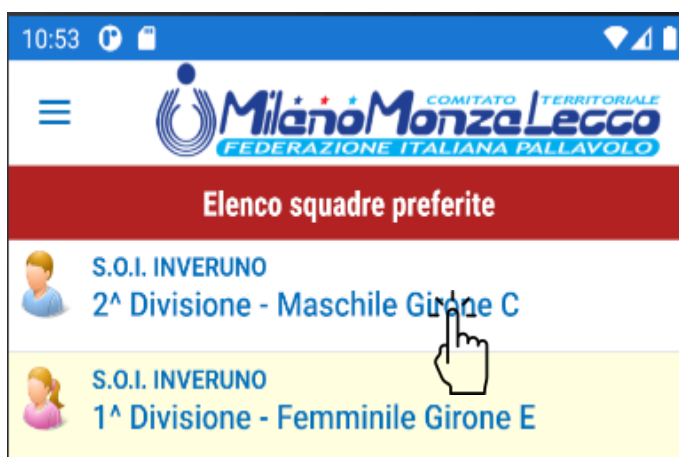 10:53
COMITATO TERRITORIALE
MilanoMonzaLecco
FEDERAZIONE ITALIANA PALLAVOLO
Elenco squadre preferite
S.O.I. INVERUNO
2^ Divisione - Maschile Girone C
S.O.I. INVERUNO
1^ Divisione - Femminile Girone E